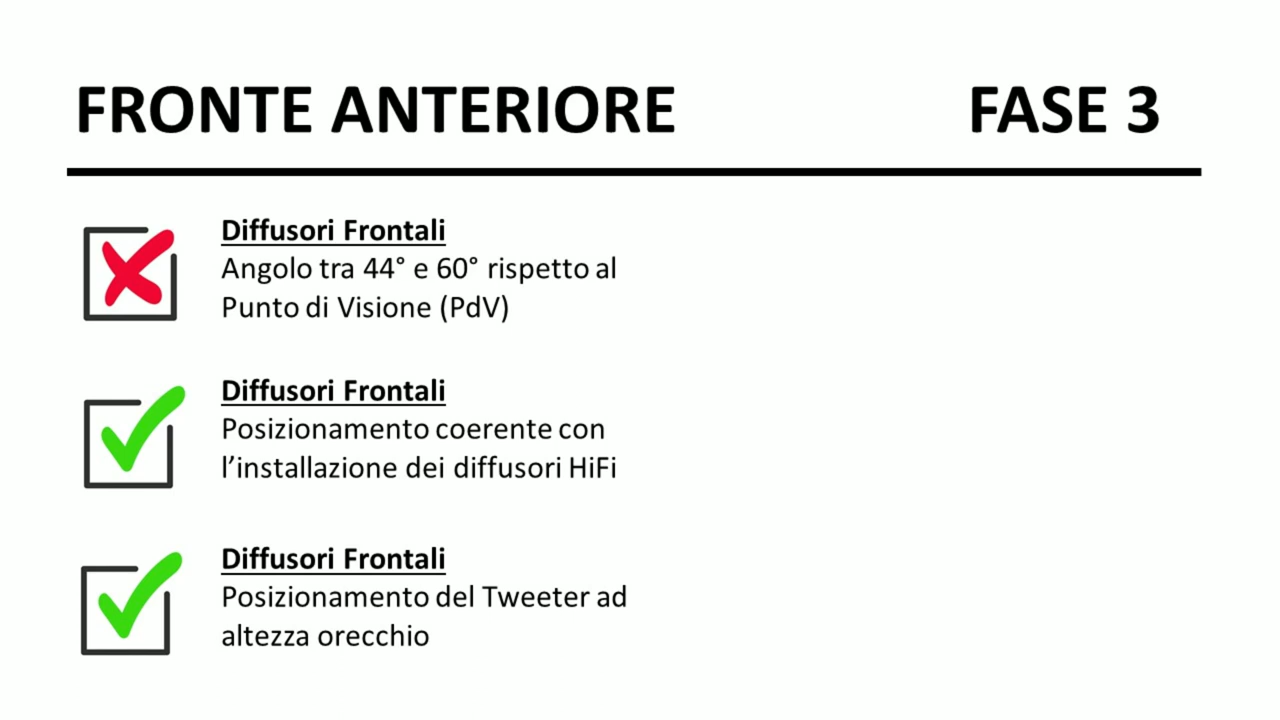 FRONTE ANTERIORE FASE 3
Diffusori Frontali
Angolo tra 44° e 60° rispetto al
Punto di Visione (PdV)
Diffusori Frontali
Posizionamento coerente con
l’installazione dei diffusori HiFi
Diffusori Frontali
Posizionamento del Tweeter ad
altezza orecchio